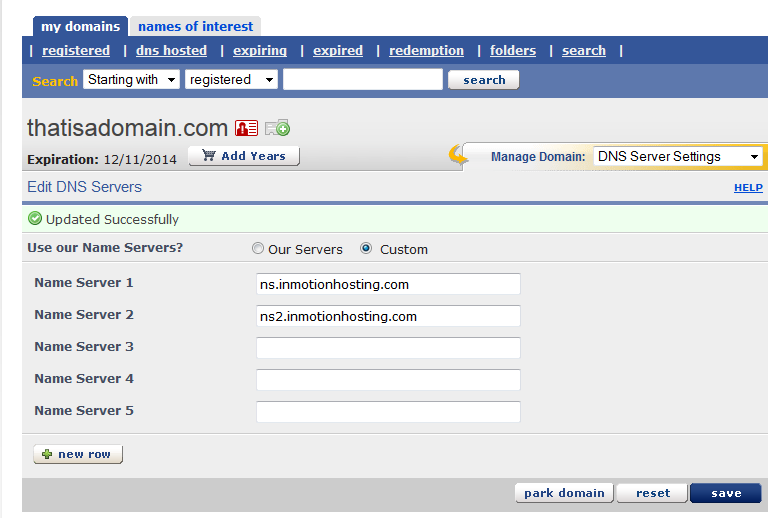 my domains names of interest
| registered | dns hosted | expiring | expired | redemption | folders | search |
Search Starting with registered search
thatisadomain.com
Expiration: 12/11/2014 Add Years Manage Domain: DNS Server Settings
Edit DNS Servers HELP
Updated Successfully
Use our Name Servers? Our Servers Custom
Name Server 1 ns.inmotionhosting.com
Name Server 2 ns2.inmotionhosting.com
Name Server 3
Name Server 4
Name Server 5
new row
park domain reset save